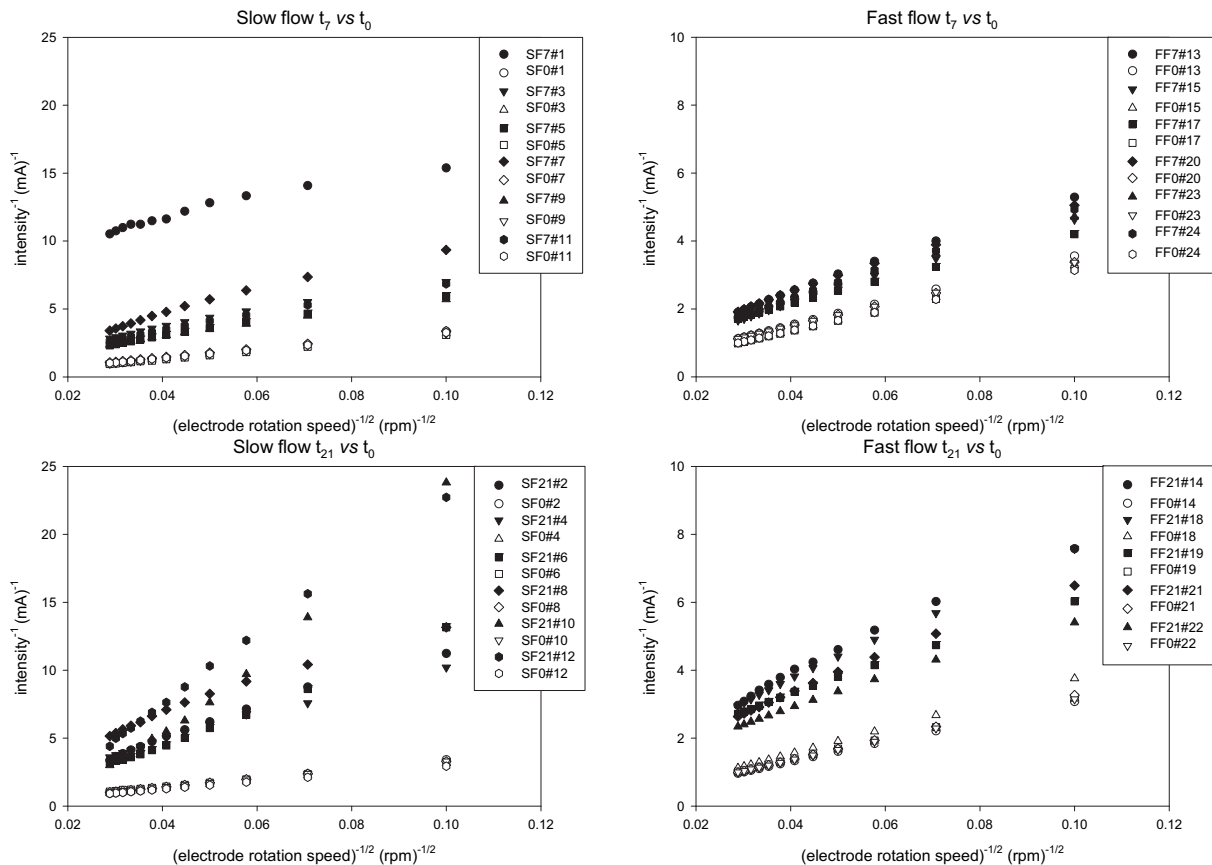 Slow flow t7 vs t0
25
20
15
10
5
0
intensity-1 (mA)-1
0.02 0.04 0.06 0.08 0.10 0.12
(electrode rotation speed)-1/2 (rpm)-1/2
SF7#1
SF0#1
SF7#3
SF0#3
SF7#5
SF0#5
SF7#7
SF0#7
SF7#9
SF0#9
SF7#11
SF0#11
Fast flow t7 vs t0
10
8
6
4
2
0
intensity-1 (mA)-1
0.02 0.04 0.06 0.08 0.10 0.12
(electrode rotation speed)-1/2 (rpm)-1/2
FF7#13
FF0#13
FF7#15
FF0#15
FF7#17
FF0#17
FF7#20
FF0#20
FF7#23
FF0#23
FF7#24
FF0#24
Slow flow t21 vs t0
25
20
15
10
5
0
intensity-1 (mA)-1
0.02 0.04 0.06 0.08 0.10 0.12
(electrode rotation speed)-1/2 (rpm)-1/2
SF21#2
SF0#2
SF21#4
SF0#4
SF21#6
SF0#6
SF21#8
SF0#8
SF21#10
SF0#10
SF21#12
SF0#12
Fast flow t21 vs t0
10
8
6
4
2
0
intensity-1 (mA)-1
0.02 0.04 0.06 0.08 0.10 0.12
(electrode rotation speed)-1/2 (rpm)-1/2
FF21#14
FF0#14
FF21#18
FF0#18
FF21#19
FF0#19
FF21#21
FF0#21
FF21#22
FF0#22